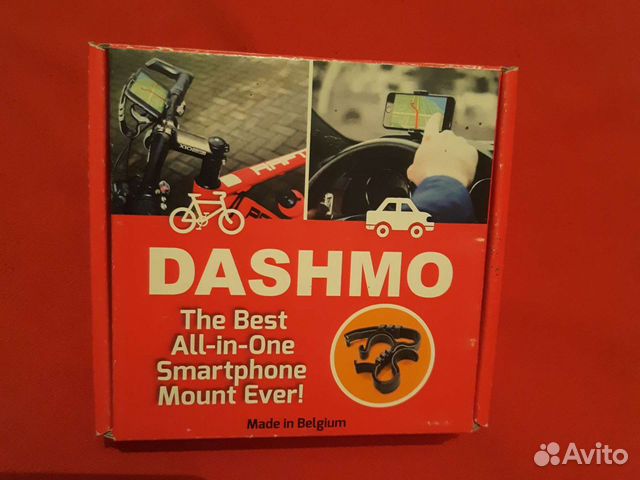 DASHMO
The Best
All-in-One
Smartphone
Mount Ever!
Made in Belgium
Avito